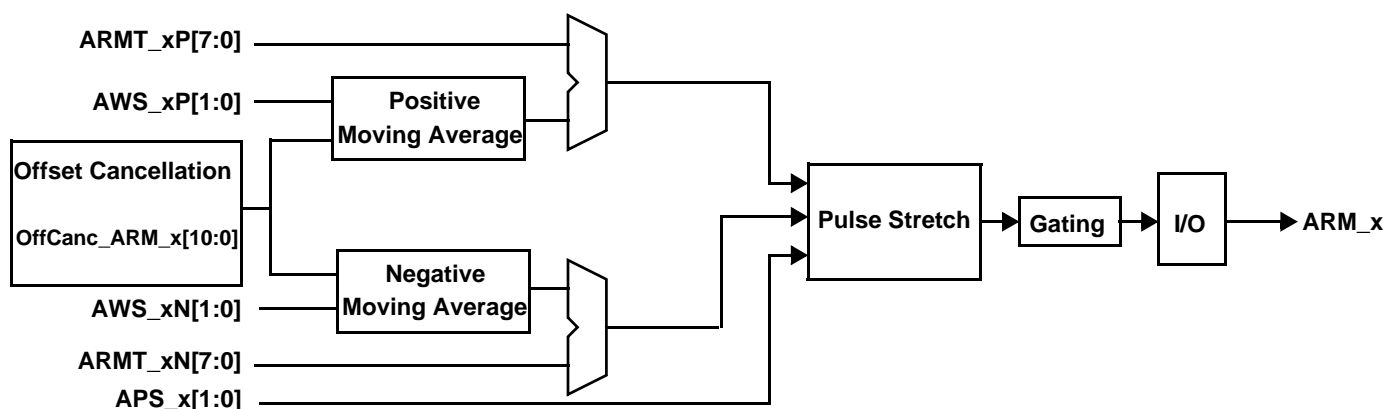 ARMT_xP[7:0]
AWS_xP[1:0]
Positive
Moving Average
Offset Cancellation
OffCanc_ARM_x[10:0]
Pulse Stretch
Gating
I/O
ARM_x
Negative
Moving Average
AWS_xN[1:0]
ARMT_xN[7:0]
APS_x[1:0]